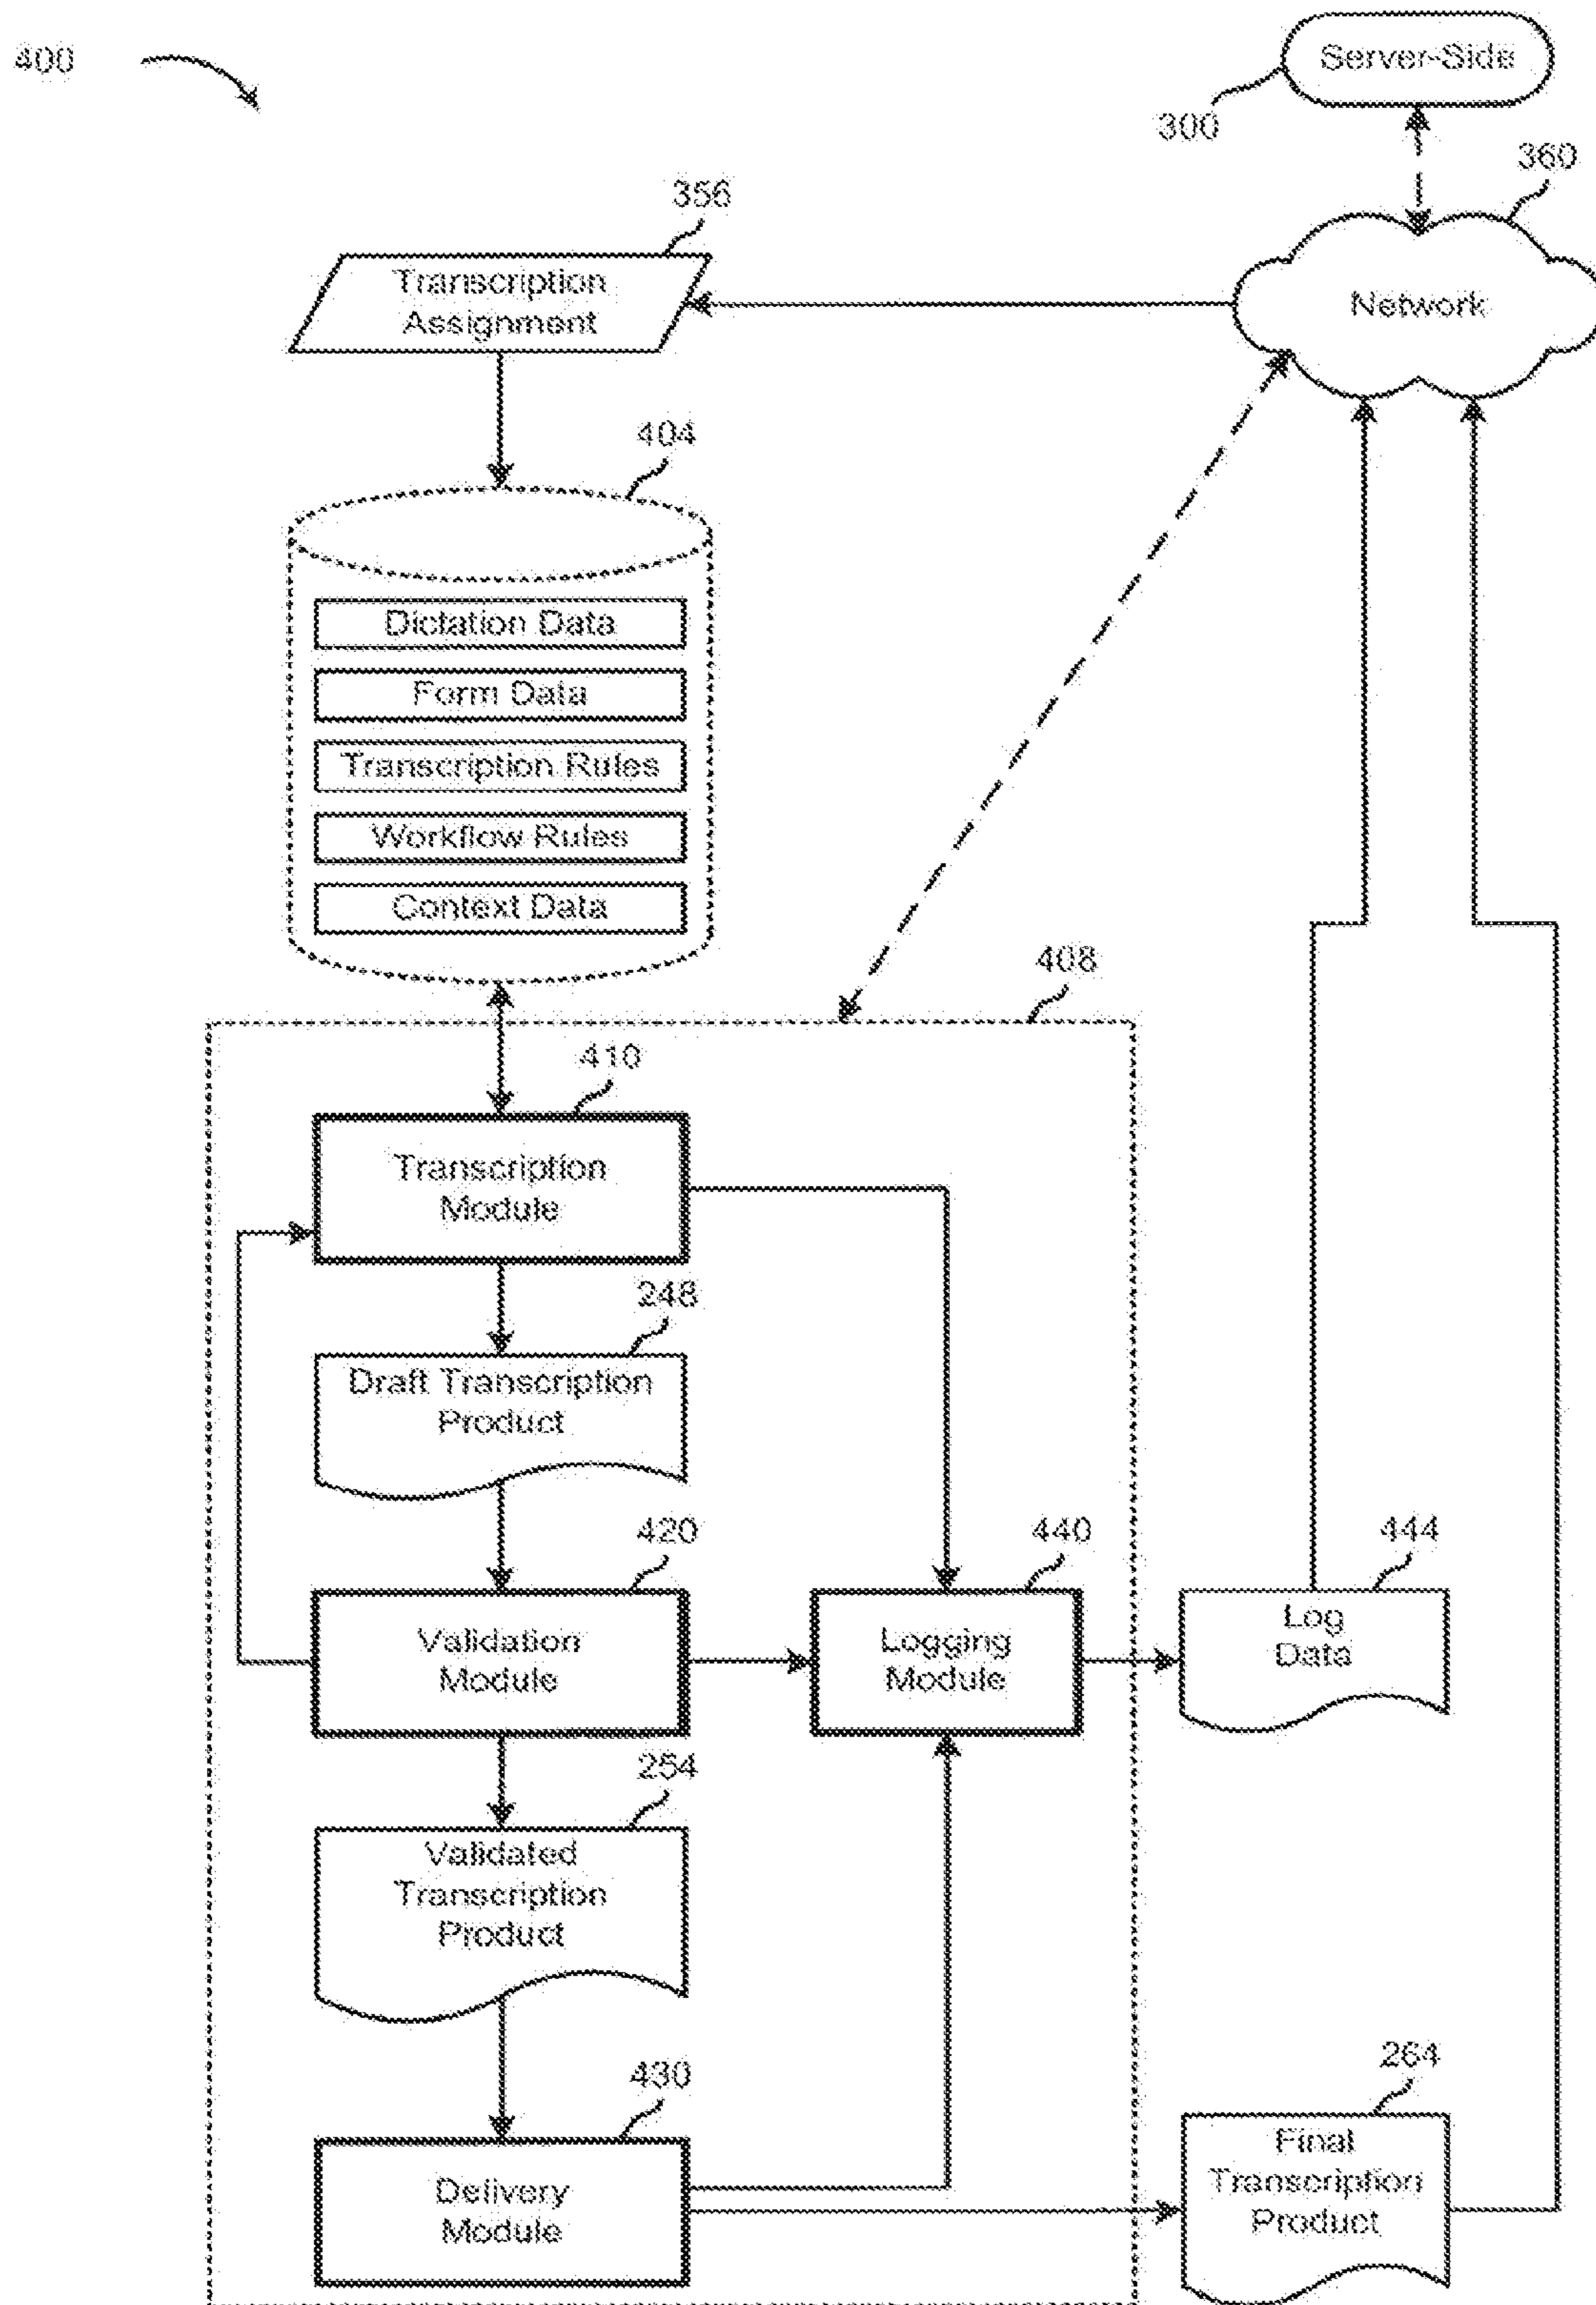 400
Server-Side
300
360
356
Transcription
Assignment
Network
404
Dictation Data
Form Data
Transcription Rules
Workflow Rules
Context Data
408
410
Transcription
Module
248
Draft Transcription
Product
420
440
444
Validation
Module
Logging
Module
Log
Data
254
Validated
Transcription
Product
430
264
Delivery
Module
Final
Transcription
Product